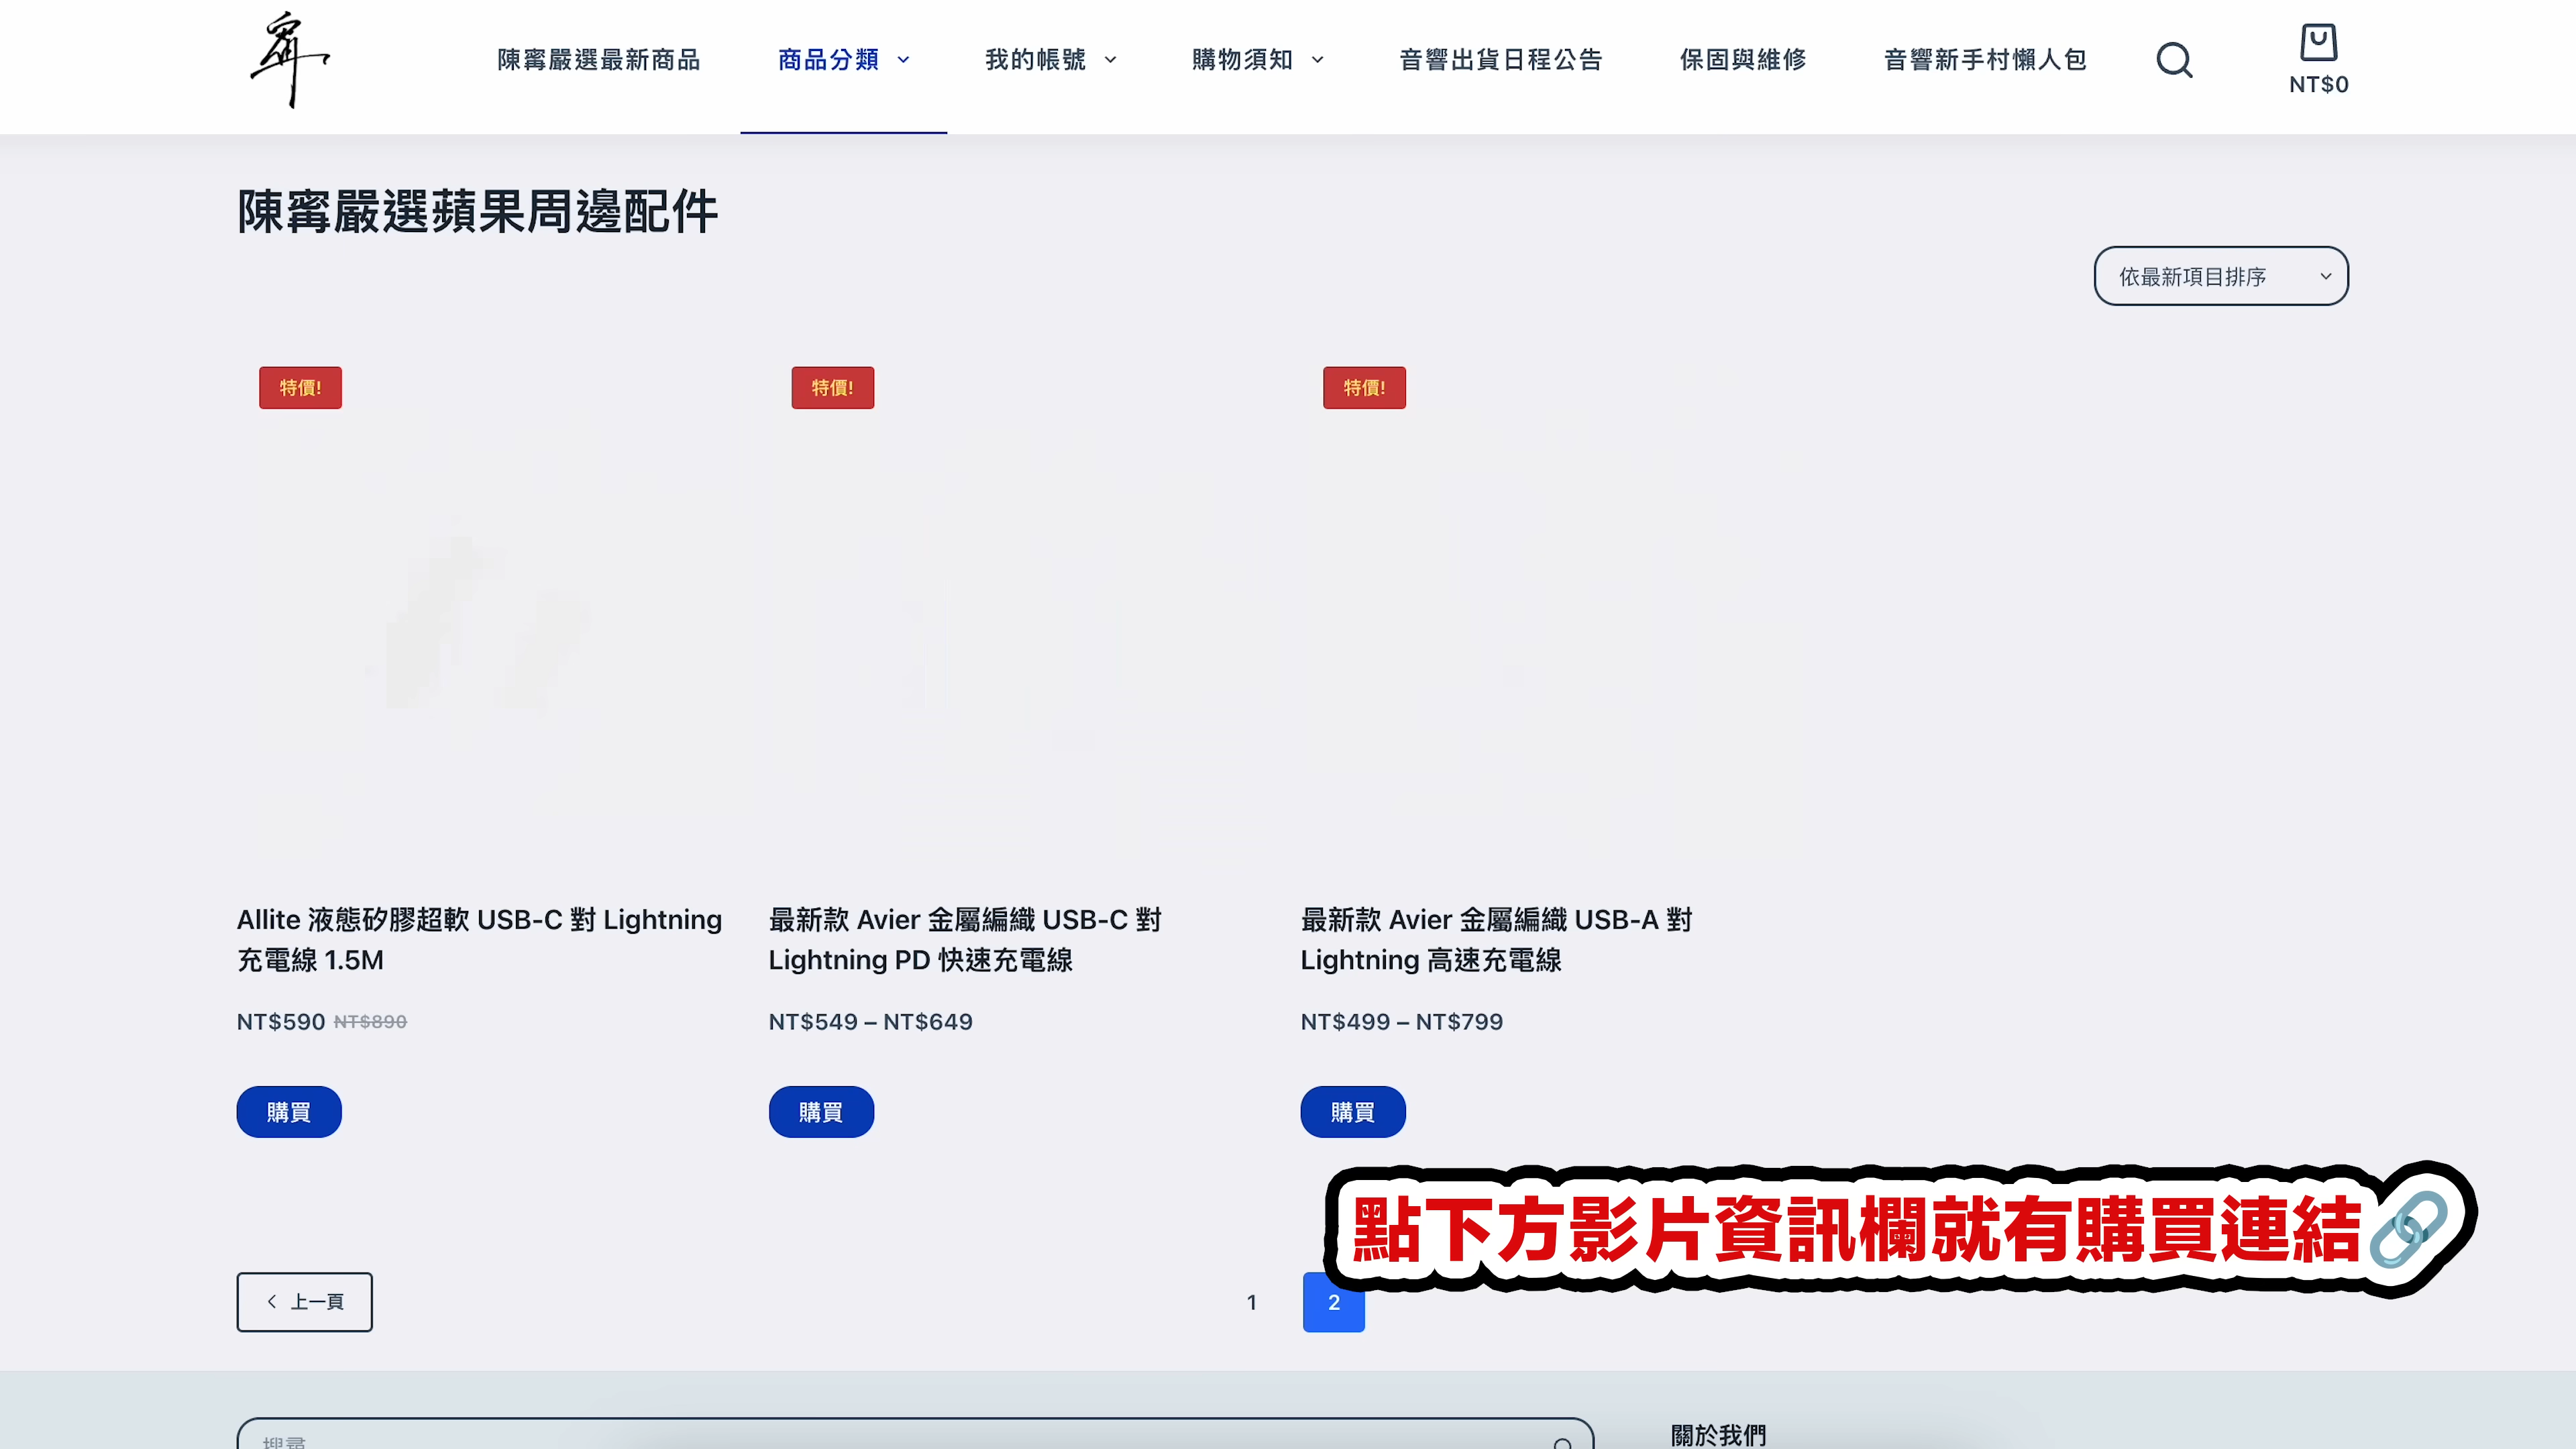 甯
陳甯嚴選最新商品
商品分類
我的帳號
購物須知
音響出貨日程公告
保固與維修
音響新手村懶人包
NT$0
陳甯嚴選蘋果周邊配件
依最新項目排序
特價!
特價!
特價!
Allite 液態矽膠超軟 USB-C 對 Lightning
充電線 1.5M
NT$590 NT$890
購買
最新款 Avier 金屬編織 USB-C 對
Lightning PD 快速充電線
NT$549 – NT$649
購買
最新款 Avier 金屬編織 USB-A 對
Lightning 高速充電線
NT$499 – NT$799
購買
點下方影片資訊欄就有購買連結
上一頁
1
2
搜尋
關於我們